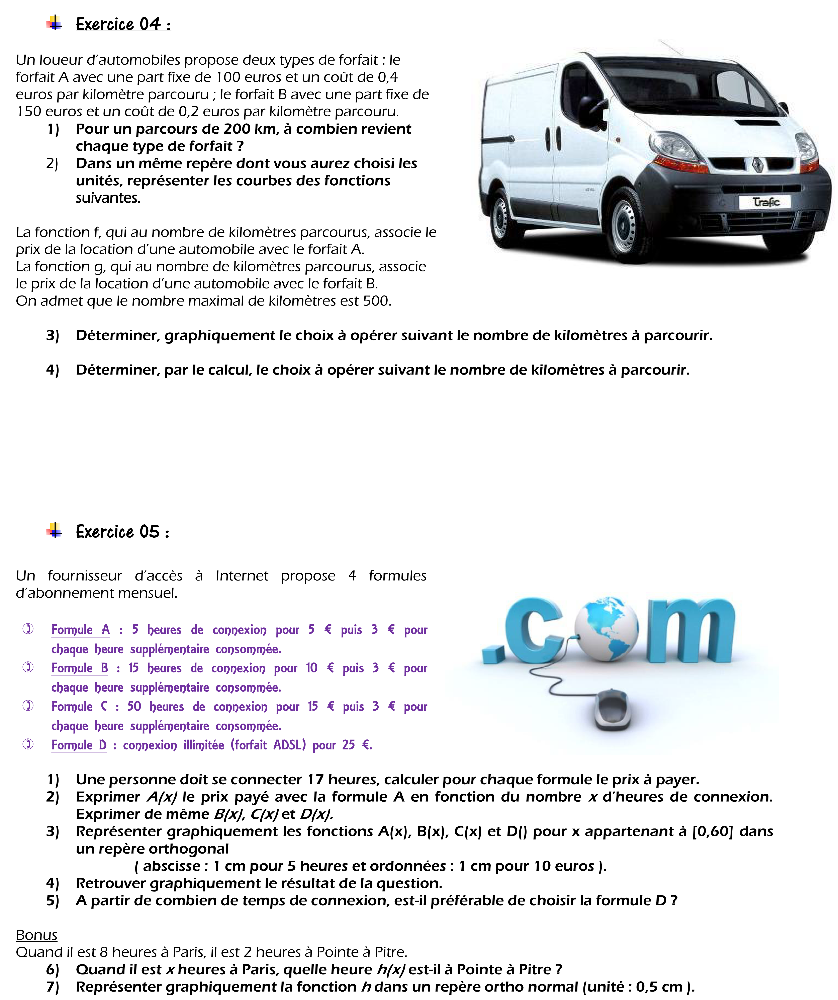 Exercice 04 :
Un loueur d’automobiles propose deux types de forfait : le
forfait A avec une part fixe de 100 euros et un coût de 0,4
euros par kilomètre parcouru ; le forfait B avec une part fixe de
150 euros et un coût de 0,2 euros par kilomètre parcouru.
1) Pour un parcours de 200 km, à combien revient
chaque type de forfait ?
2) Dans un même repère dont vous aurez choisi les
unités, représenter les courbes des fonctions
suivantes.
Trafic
La fonction f, qui au nombre de kilomètres parcourus, associe le
prix de la location d’une automobile avec le forfait A.
La fonction g, qui au nombre de kilomètres parcourus, associe
le prix de la location d’une automobile avec le forfait B.
On admet que le nombre maximal de kilomètres est 500.
3) Déterminer, graphiquement le choix à opérer suivant le nombre de kilomètres à parcourir.
4) Déterminer, par le calcul, le choix à opérer suivant le nombre de kilomètres à parcourir.
Exercice 05 :
Un fournisseur d’accès à Internet propose 4 formules
d’abonnement mensuel.
.com
Formule A : 5 heures de connexion pour 5 € puis 3 € pour
chaque heure supplémentaire consommée.
Formule B : 15 heures de connexion pour 10 € puis 3 € pour
chaque heure supplémentaire consommée.
Formule C : 50 heures de connexion pour 15 € puis 3 € pour
chaque heure supplémentaire consommée.
Formule D : connexion illimitée (forfait ADSL) pour 25 €.
1) Une personne doit se connecter 17 heures, calculer pour chaque formule le prix à payer.
2) Exprimer A(x) le prix payé avec la formule A en fonction du nombre x d’heures de connexion.
Exprimer de même B(x), C(x) et D(x).
3) Représenter graphiquement les fonctions A(x), B(x), C(x) et D() pour x appartenant à [0,60] dans
un repère orthogonal
( abscisse : 1 cm pour 5 heures et ordonnées : 1 cm pour 10 euros ).
4) Retrouver graphiquement le résultat de la question.
5) A partir de combien de temps de connexion, est-il préférable de choisir la formule D ?
Bonus
Quand il est 8 heures à Paris, il est 2 heures à Pointe à Pitre.
6) Quand il est x heures à Paris, quelle heure h(x) est-il à Pointe à Pitre ?
7) Représenter graphiquement la fonction h dans un repère ortho normal (unité : 0,5 cm ).